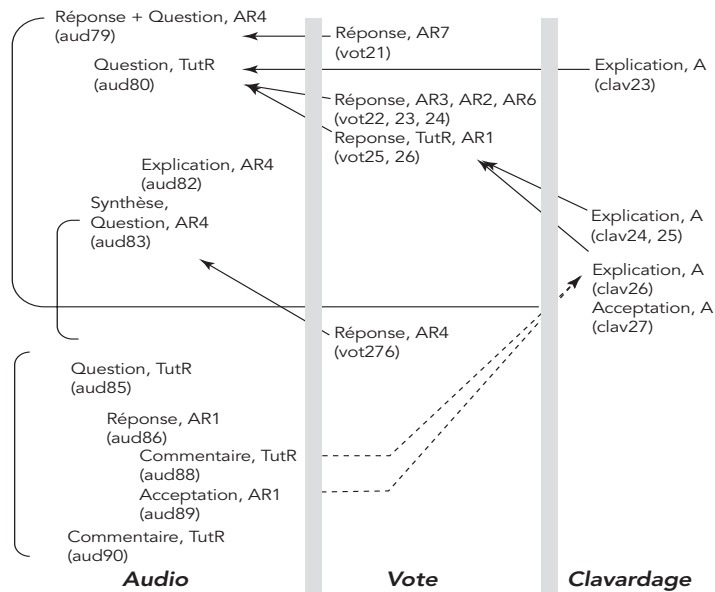 Réponse + Question, AR4
(aud79)
Question, TutR
(aud80)
Explication, AR4
(aud82)
Synthèse,
Question, AR4
(aud83)
Question, TutR
(aud85)
Réponse, AR1
(aud86)
Commentaire, TutR
(aud88)
Acceptation, AR1
(aud89)
Commentaire, TutR
(aud90)
Audio
Réponse, AR7
(vot21)
Réponse, AR3, AR2, AR6
(vot22, 23, 24)
Reponse, TutR, AR1
(vot25, 26)
Réponse, AR4
(vot276)
Vote
Explication, A
(clav23)
Explication, A
(clav24, 25)
Explication, A
(clav26)
Acceptation, A
(clav27)
Clavardage